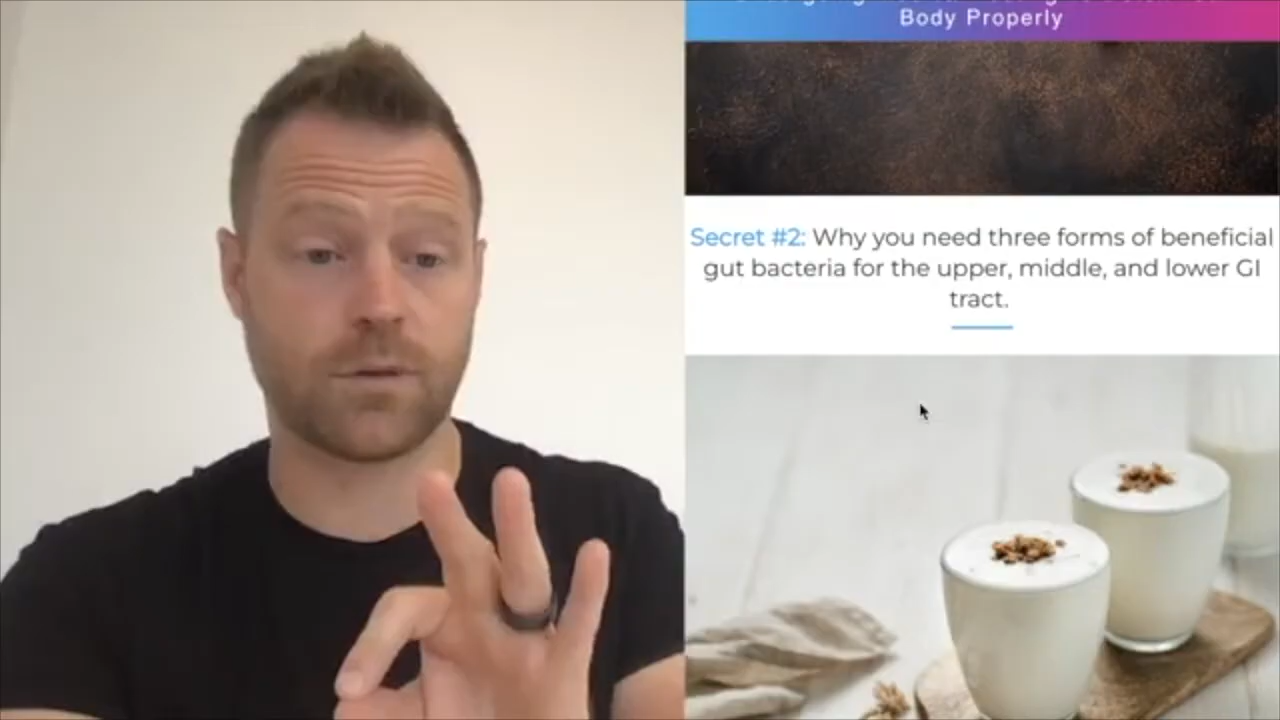 Body Properly
Secret #2: Why you need three forms of beneficial
gut bacteria for the upper, middle, and lower GI
tract.